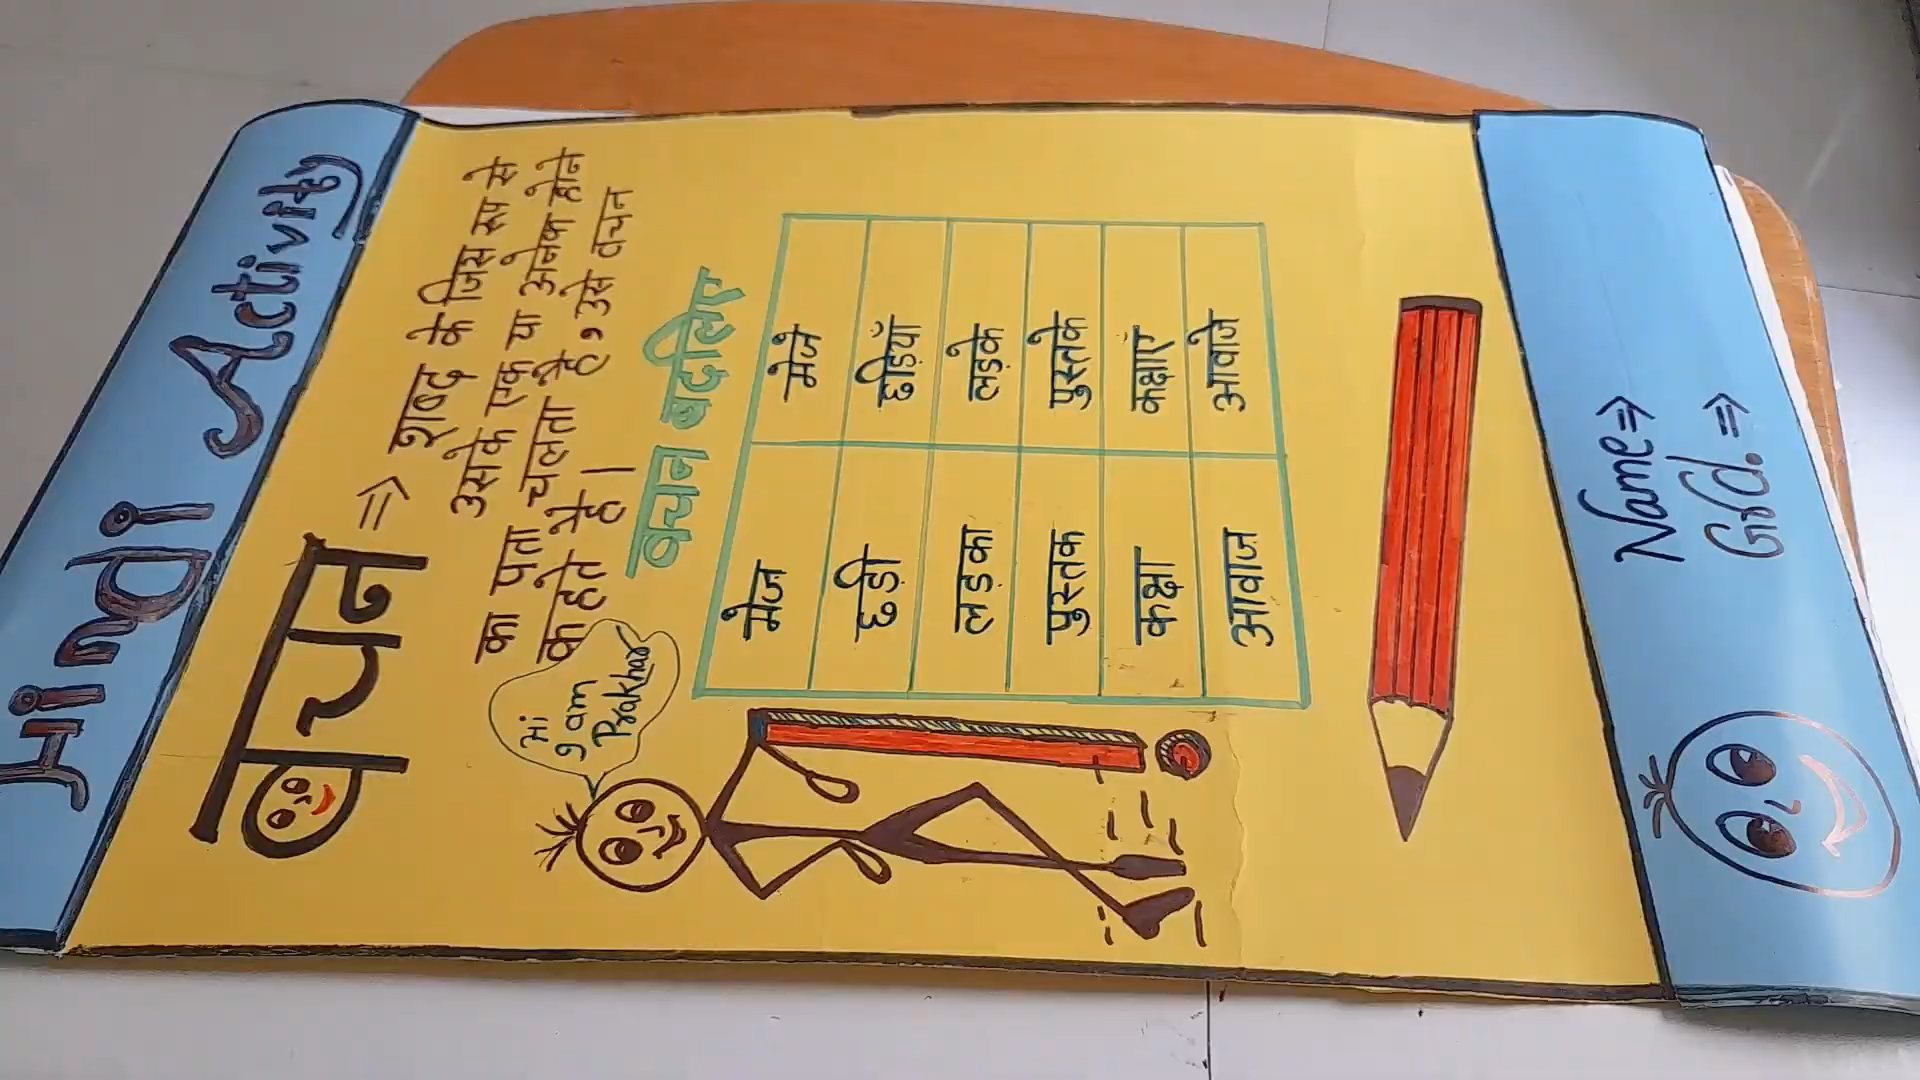 Hindi Activity
वचन ⇒ शब्द के जिस रूप से
उसके एक या अनेक होने
का पता चलता है, उसे वचन
कहते हैं।
Hi
I am
Prakhar
वचन बदलिए
मेज मेजे
छड़ी छड़ियाँ
लड़का लड़के
पुस्तक पुस्तके
कक्षा कक्षाएं
आवाज आवाजे
Name ⇒
Grd. ⇒